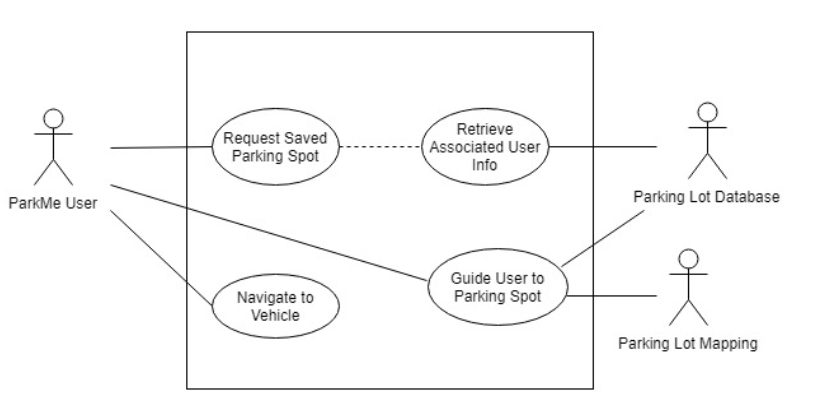 Request Saved
Parking Spot
Retrieve
Associated User
Info
ParkMe User
Parking Lot Database
Navigate to
Vehicle
Guide User to
Parking Spot
Parking Lot Mapping